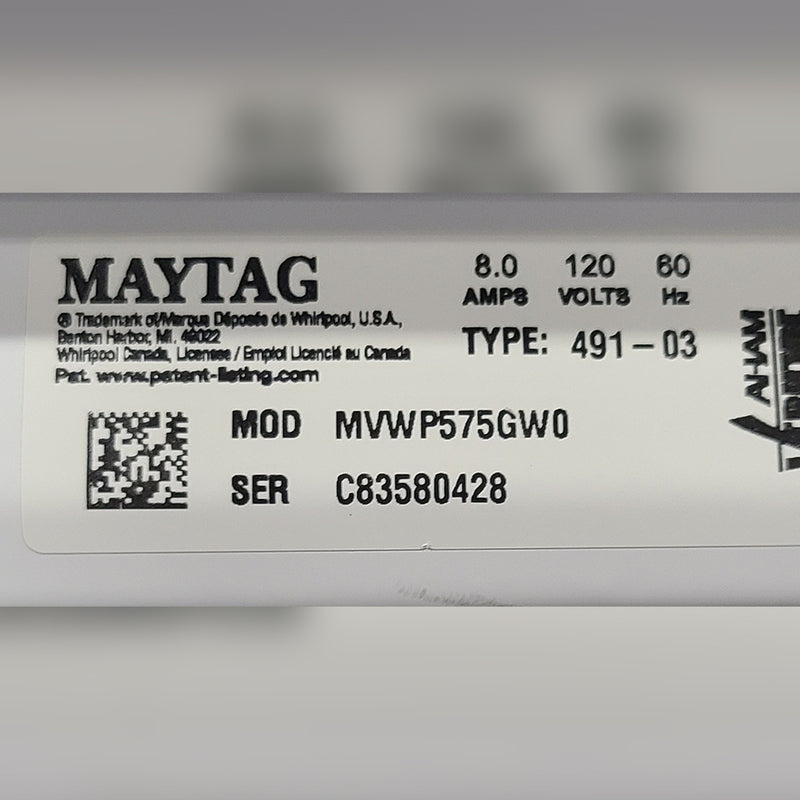 MAYTAG
® Trademark of/Marque Déposée de Whirlpool, U.S.A.,
Benton Harbor, MI. 49022
Whirlpool Canada, Licensee / Emploi Licencié au Canada
Pat. www.patent-listing.com
8.0 120 60
AMPS VOLTS Hz
TYPE: 491-03
MOD MVWP575GW0
SER C83580428
AHAM